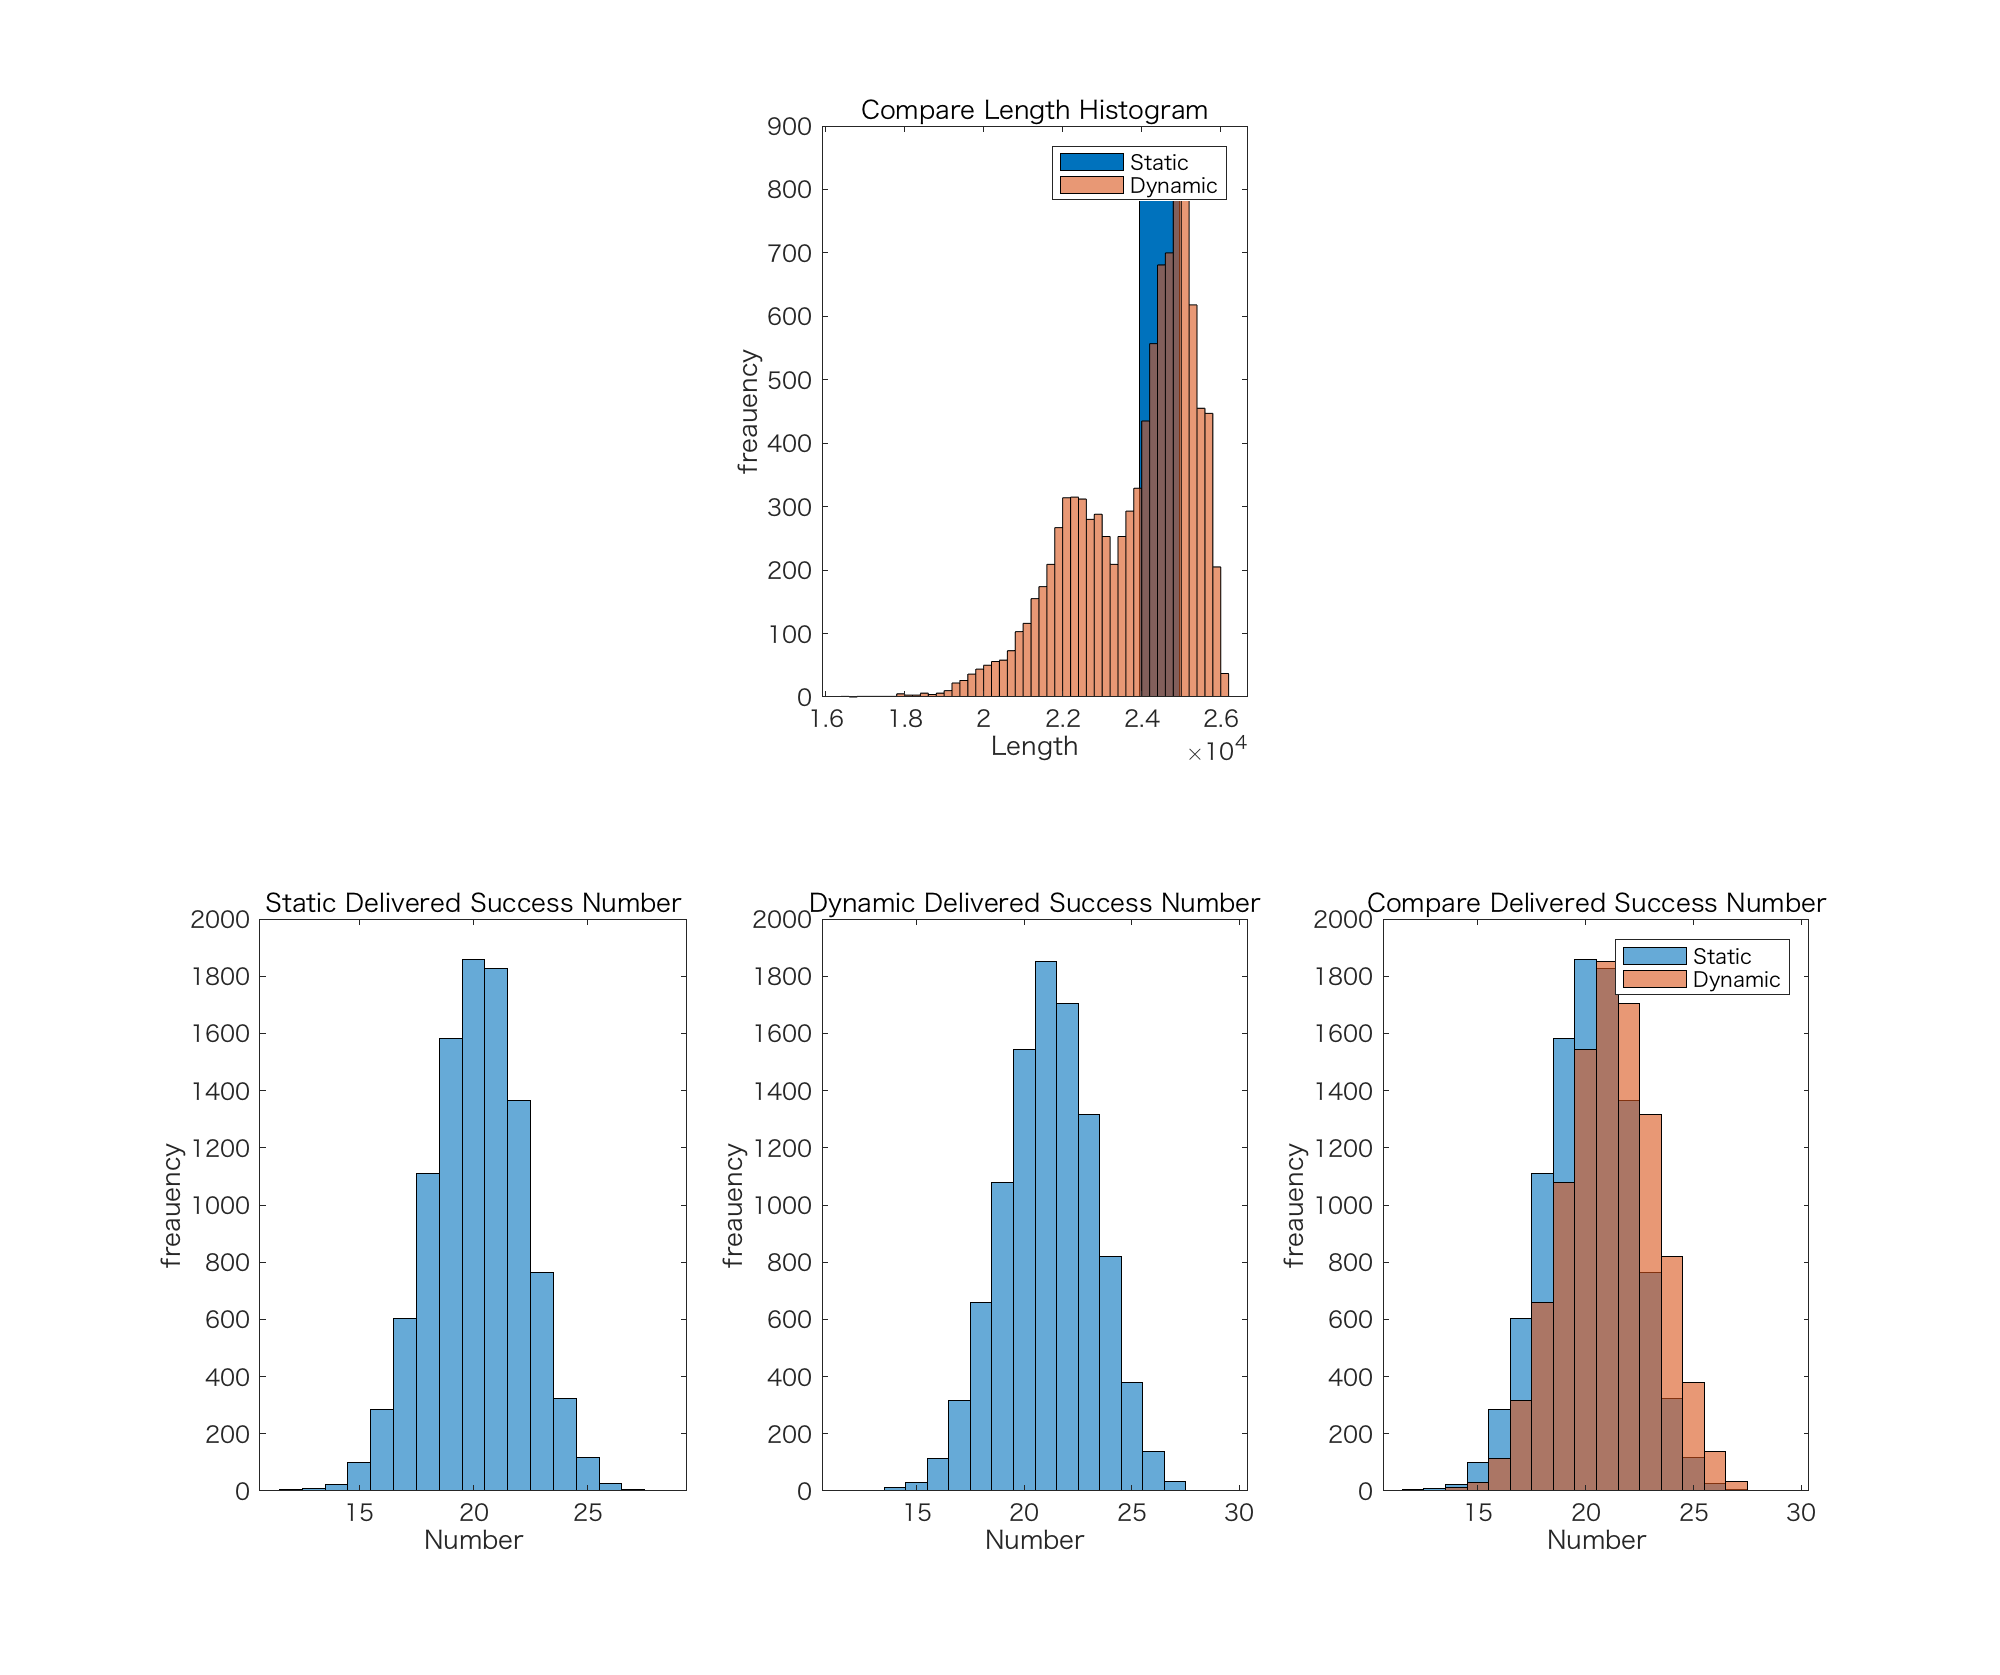 Compare Length Histogram
900
800
700
600
500
400
300
200
100
0
freauency
Static
Dynamic
1.6 1.8 2 2.2 2.4 2.6
Length
×10⁴
Static Delivered Success Number
2000
1800
1600
1400
1200
1000
800
600
400
200
0
freauency
15 20 25
Number
Dynamic Delivered Success Number
2000
1800
1600
1400
1200
1000
800
600
400
200
0
freauency
15 20 25 30
Number
Compare Delivered Success Number
2000
1800
1600
1400
1200
1000
800
600
400
200
0
freauency
Static
Dynamic
15 20 25 30
Number